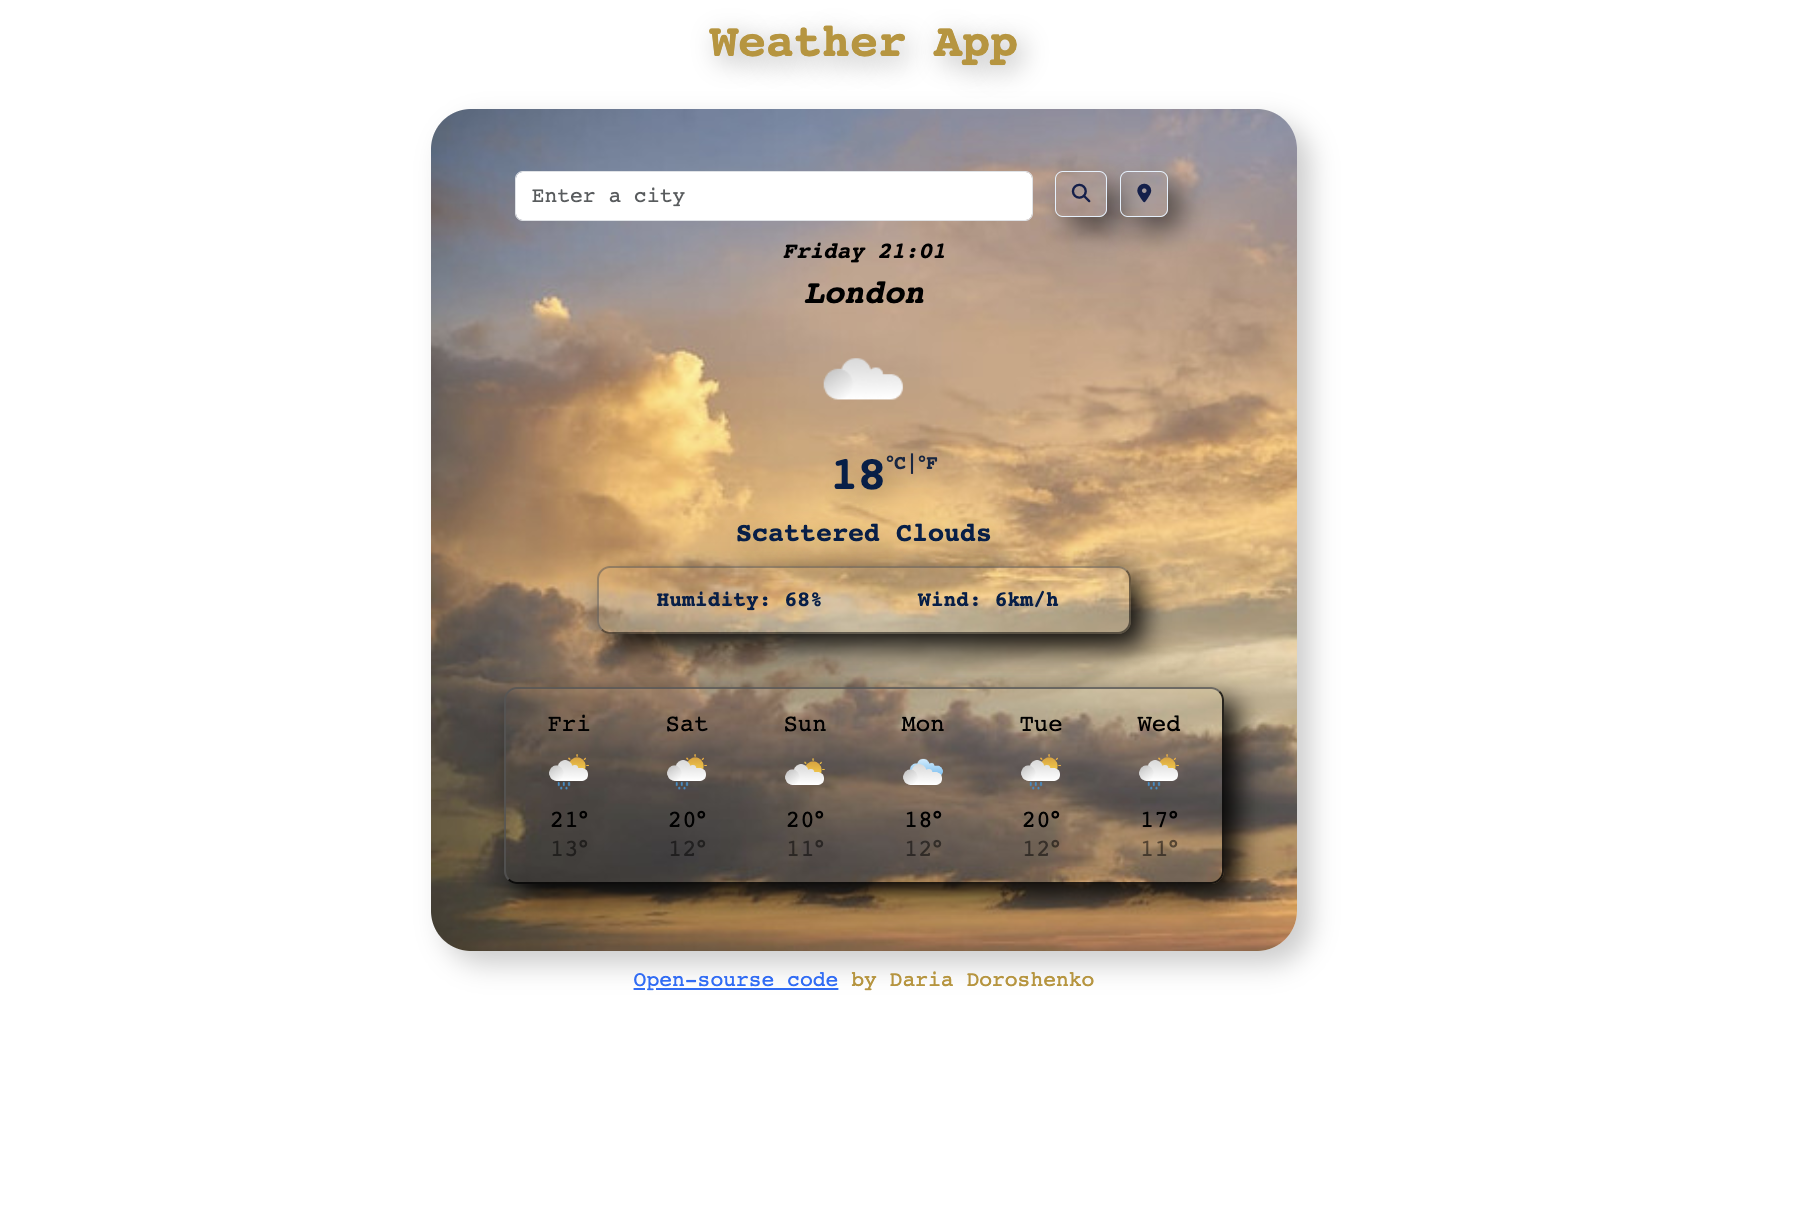 Weather App
Enter a city
Friday 21:01
London
18°C|°F
Scattered Clouds
Humidity: 68% Wind: 6km/h
Fri Sat Sun Mon Tue Wed
21° 20° 20° 18° 20° 17°
13° 12° 11° 12° 12° 11°
Open-sourse code by Daria Doroshenko